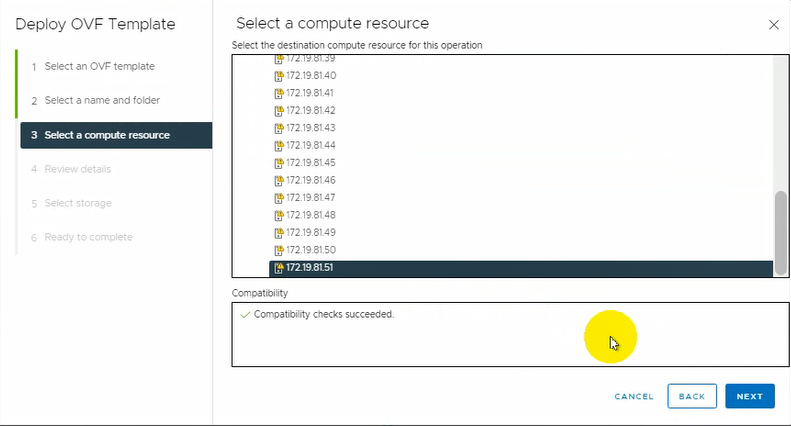 Deploy OVF Template
1 Select an OVF template
2 Select a name and folder
3 Select a compute resource
4 Review details
5 Select storage
6 Ready to complete
Select a compute resource
Select the destination compute resource for this operation
172.19.81.39
172.19.81.40
172.19.81.41
172.19.81.42
172.19.81.43
172.19.81.44
172.19.81.45
172.19.81.46
172.19.81.47
172.19.81.48
172.19.81.49
172.19.81.50
172.19.81.51
Compatibility
Compatibility checks succeeded.
CANCEL BACK NEXT